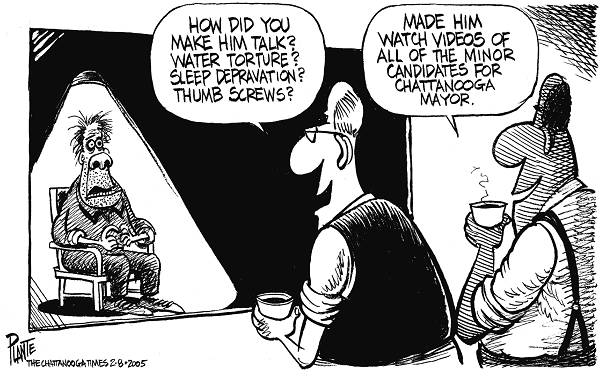 HOW DID YOU
MAKE HIM TALK?
WATER TORTURE?
SLEEP DEPRAVATION?
THUMB SCREWS?
MADE HIM
WATCH VIDEOS OF
ALL OF THE MINOR
CANDIDATES FOR
CHATTANOOGA
MAYOR.
PLANTE
THE CHATTANOOGA TIMES 2-8-2005